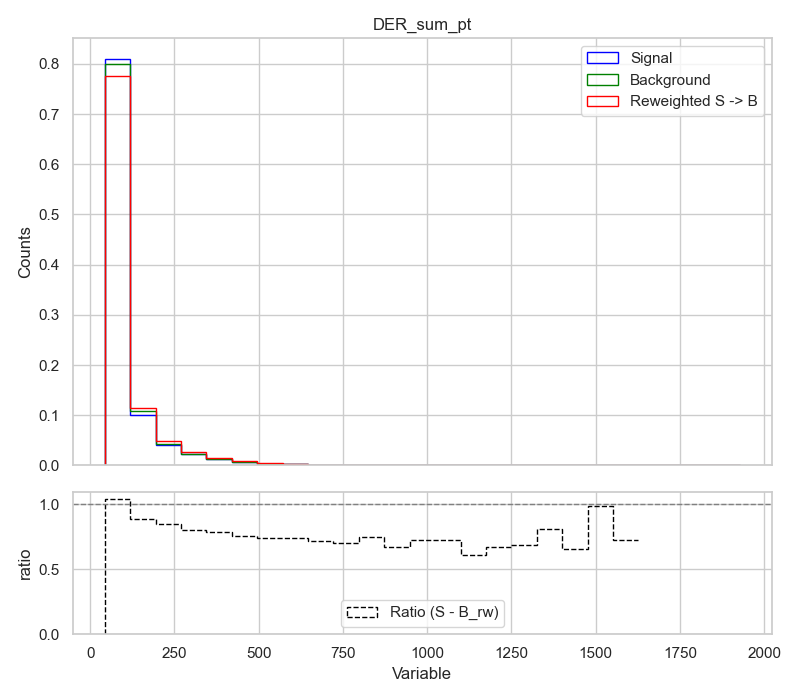 DER_sum_pt
Signal
Background
Reweighted S -> B
Counts
0.8
0.7
0.6
0.5
0.4
0.3
0.2
0.1
0.0
ratio
1.0
0.5
0.0
Ratio (S - B_rw)
0 250 500 750 1000 1250 1500 1750 2000
Variable